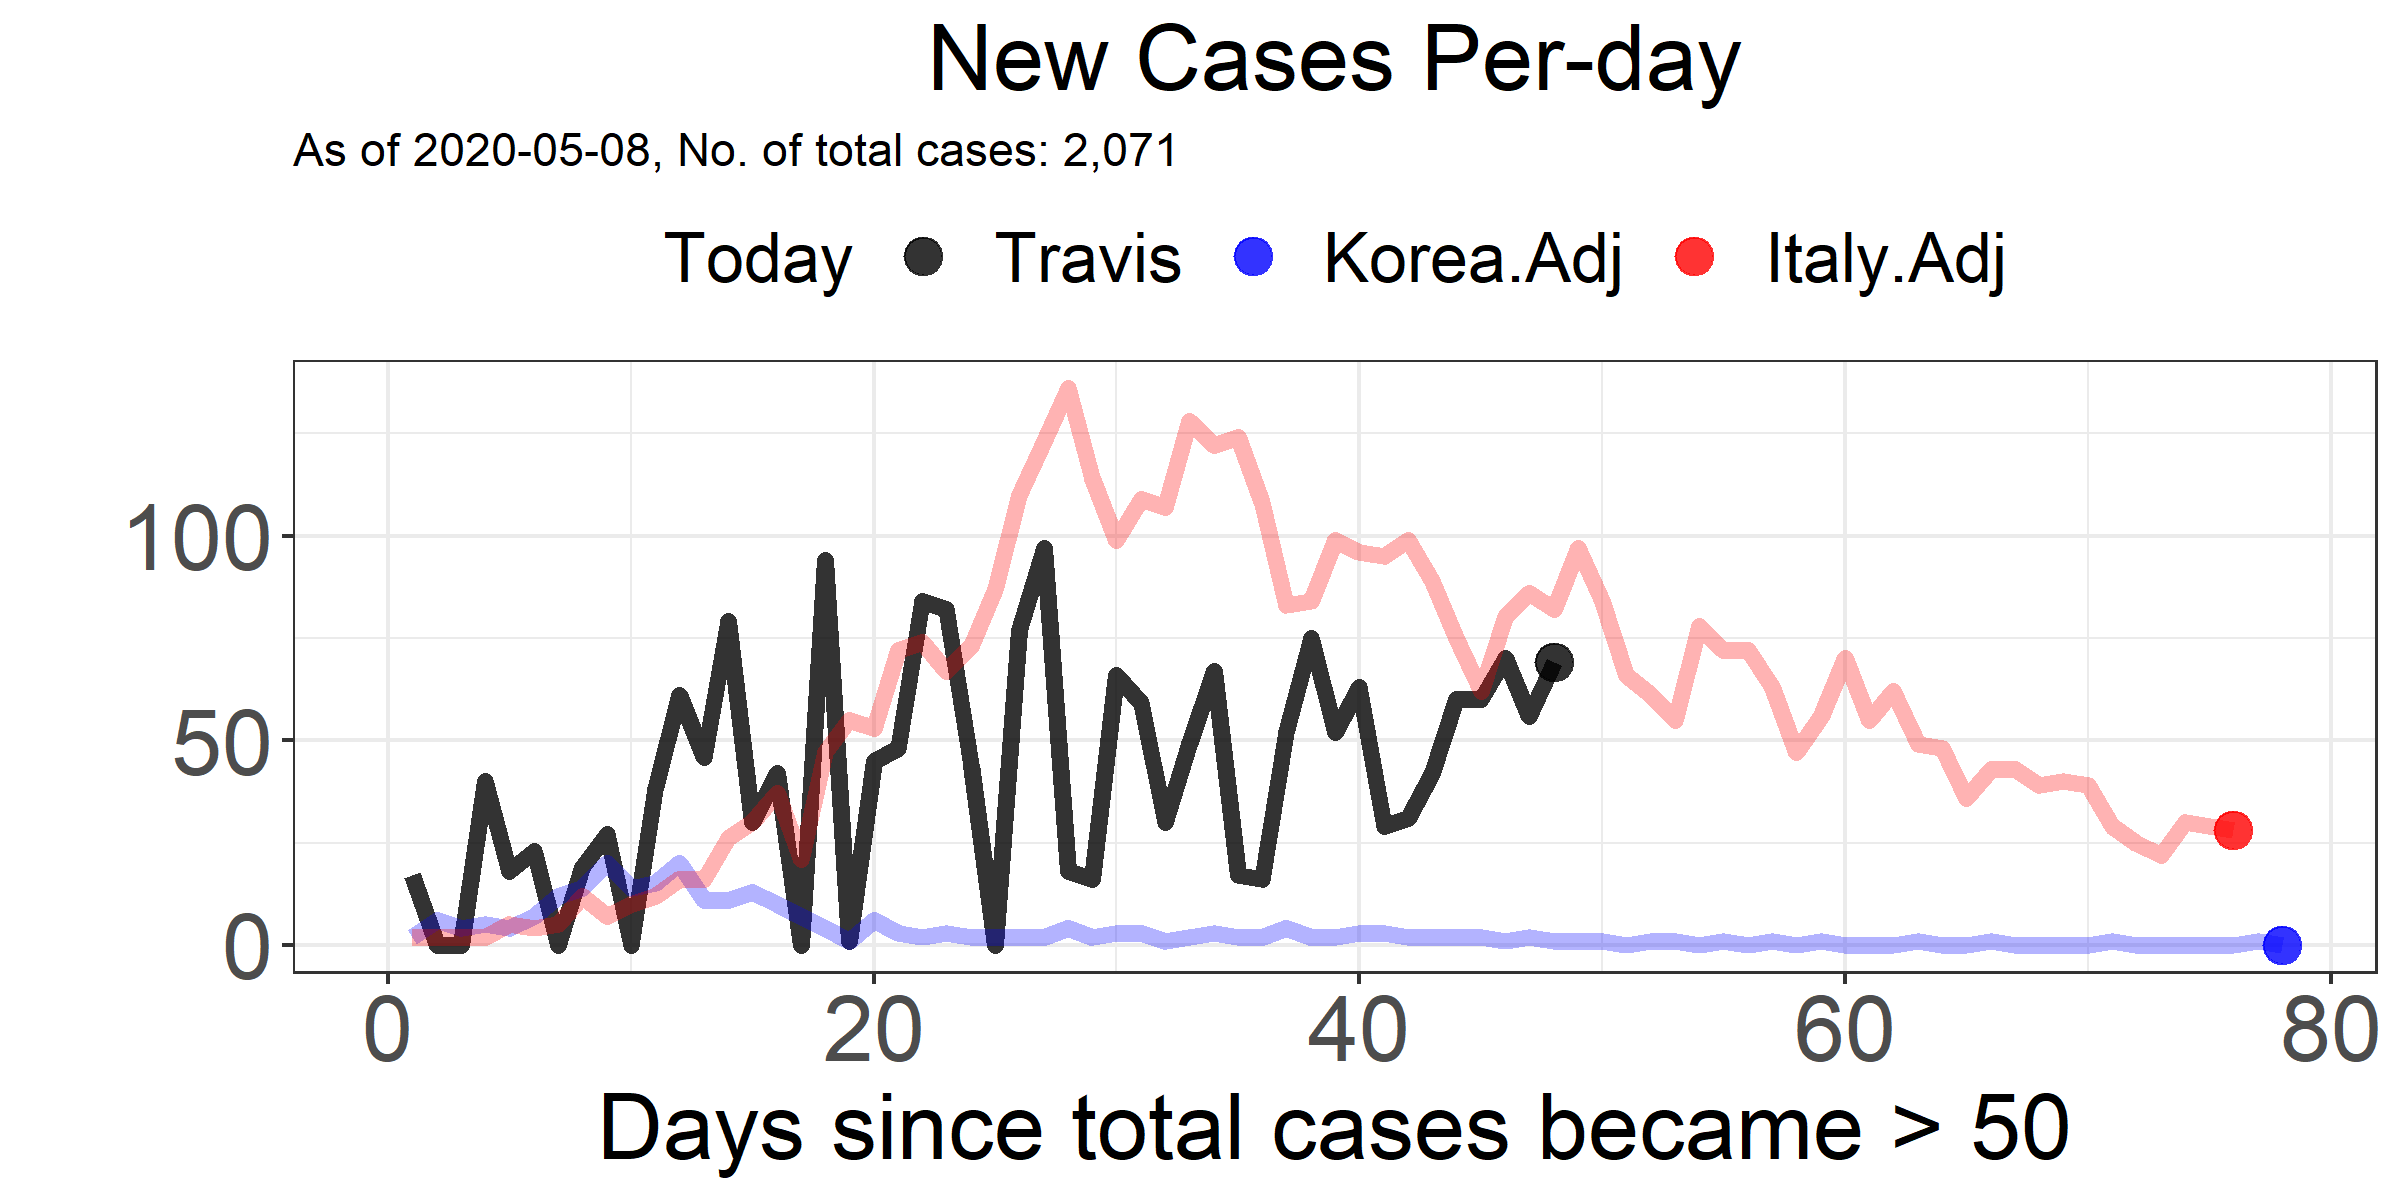 New Cases Per-day
As of 2020-05-08, No. of total cases: 2,071
Today Travis Korea.Adj Italy.Adj
100
50
0
0 20 40 60 80
Days since total cases became > 50